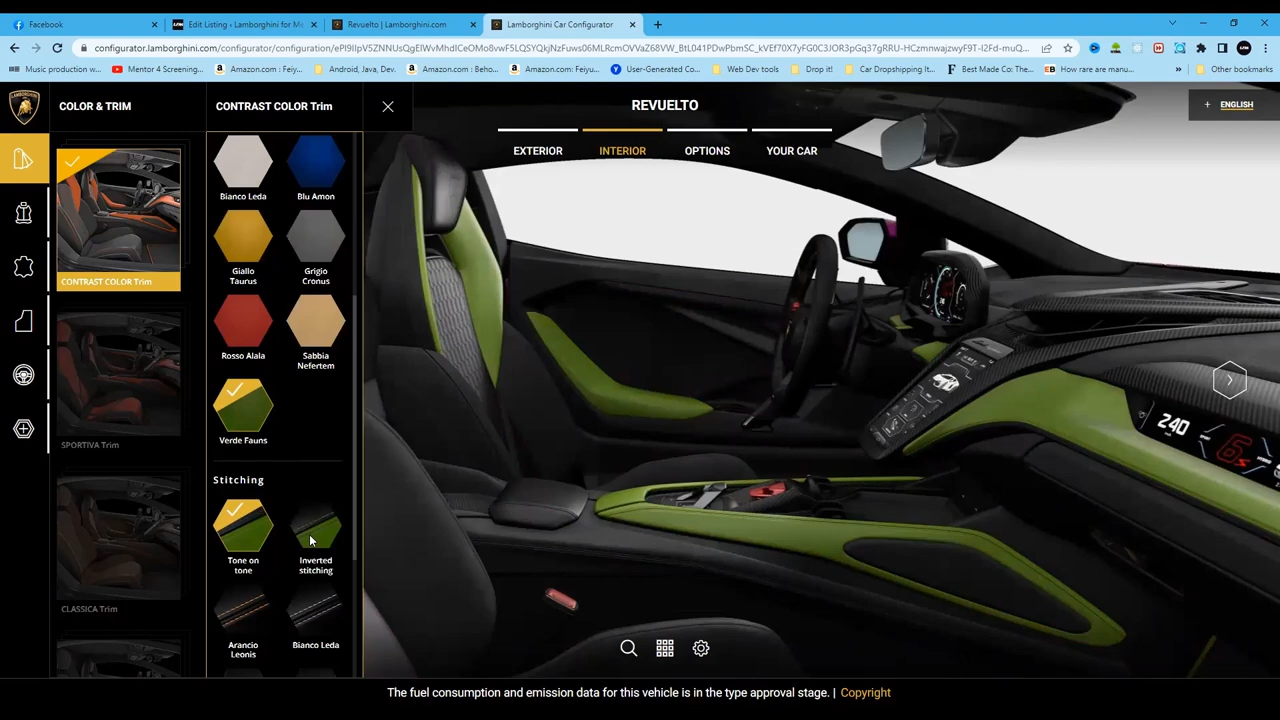 Facebook
Edit Listing ‹ Lamborghini for Me
Revuelto | Lamborghini.com
Lamborghini Car Configurator
Music production w...
Mentor 4 Screening...
Amazon.com : Feiyu...
Android, Java, Dev.
Amazon.com : Beho...
Amazon.com: Feiyu...
User-Generated Co...
Web Dev tools
Drop it!
Car Dropshipping It...
Best Made Co: The...
How rare are manu...
Other bookmarks
LAMBORGHINI
COLOR & TRIM
CONTRAST COLOR Trim
REVUELTO
ENGLISH
EXTERIOR
INTERIOR
OPTIONS
YOUR CAR
CONTRAST COLOR Trim
SPORTIVA Trim
CLASSICA Trim
Bianco Leda
Blu Amon
Giallo
Taurus
Grigio
Cronus
Rosso Alala
Sabbia
Nefertem
Verde Fauns
Stitching
Tone on
tone
Inverted
stitching
Arancio
Leonis
Bianco Leda
240
6
The fuel consumption and emission data for this vehicle is in the type approval stage. | Copyright